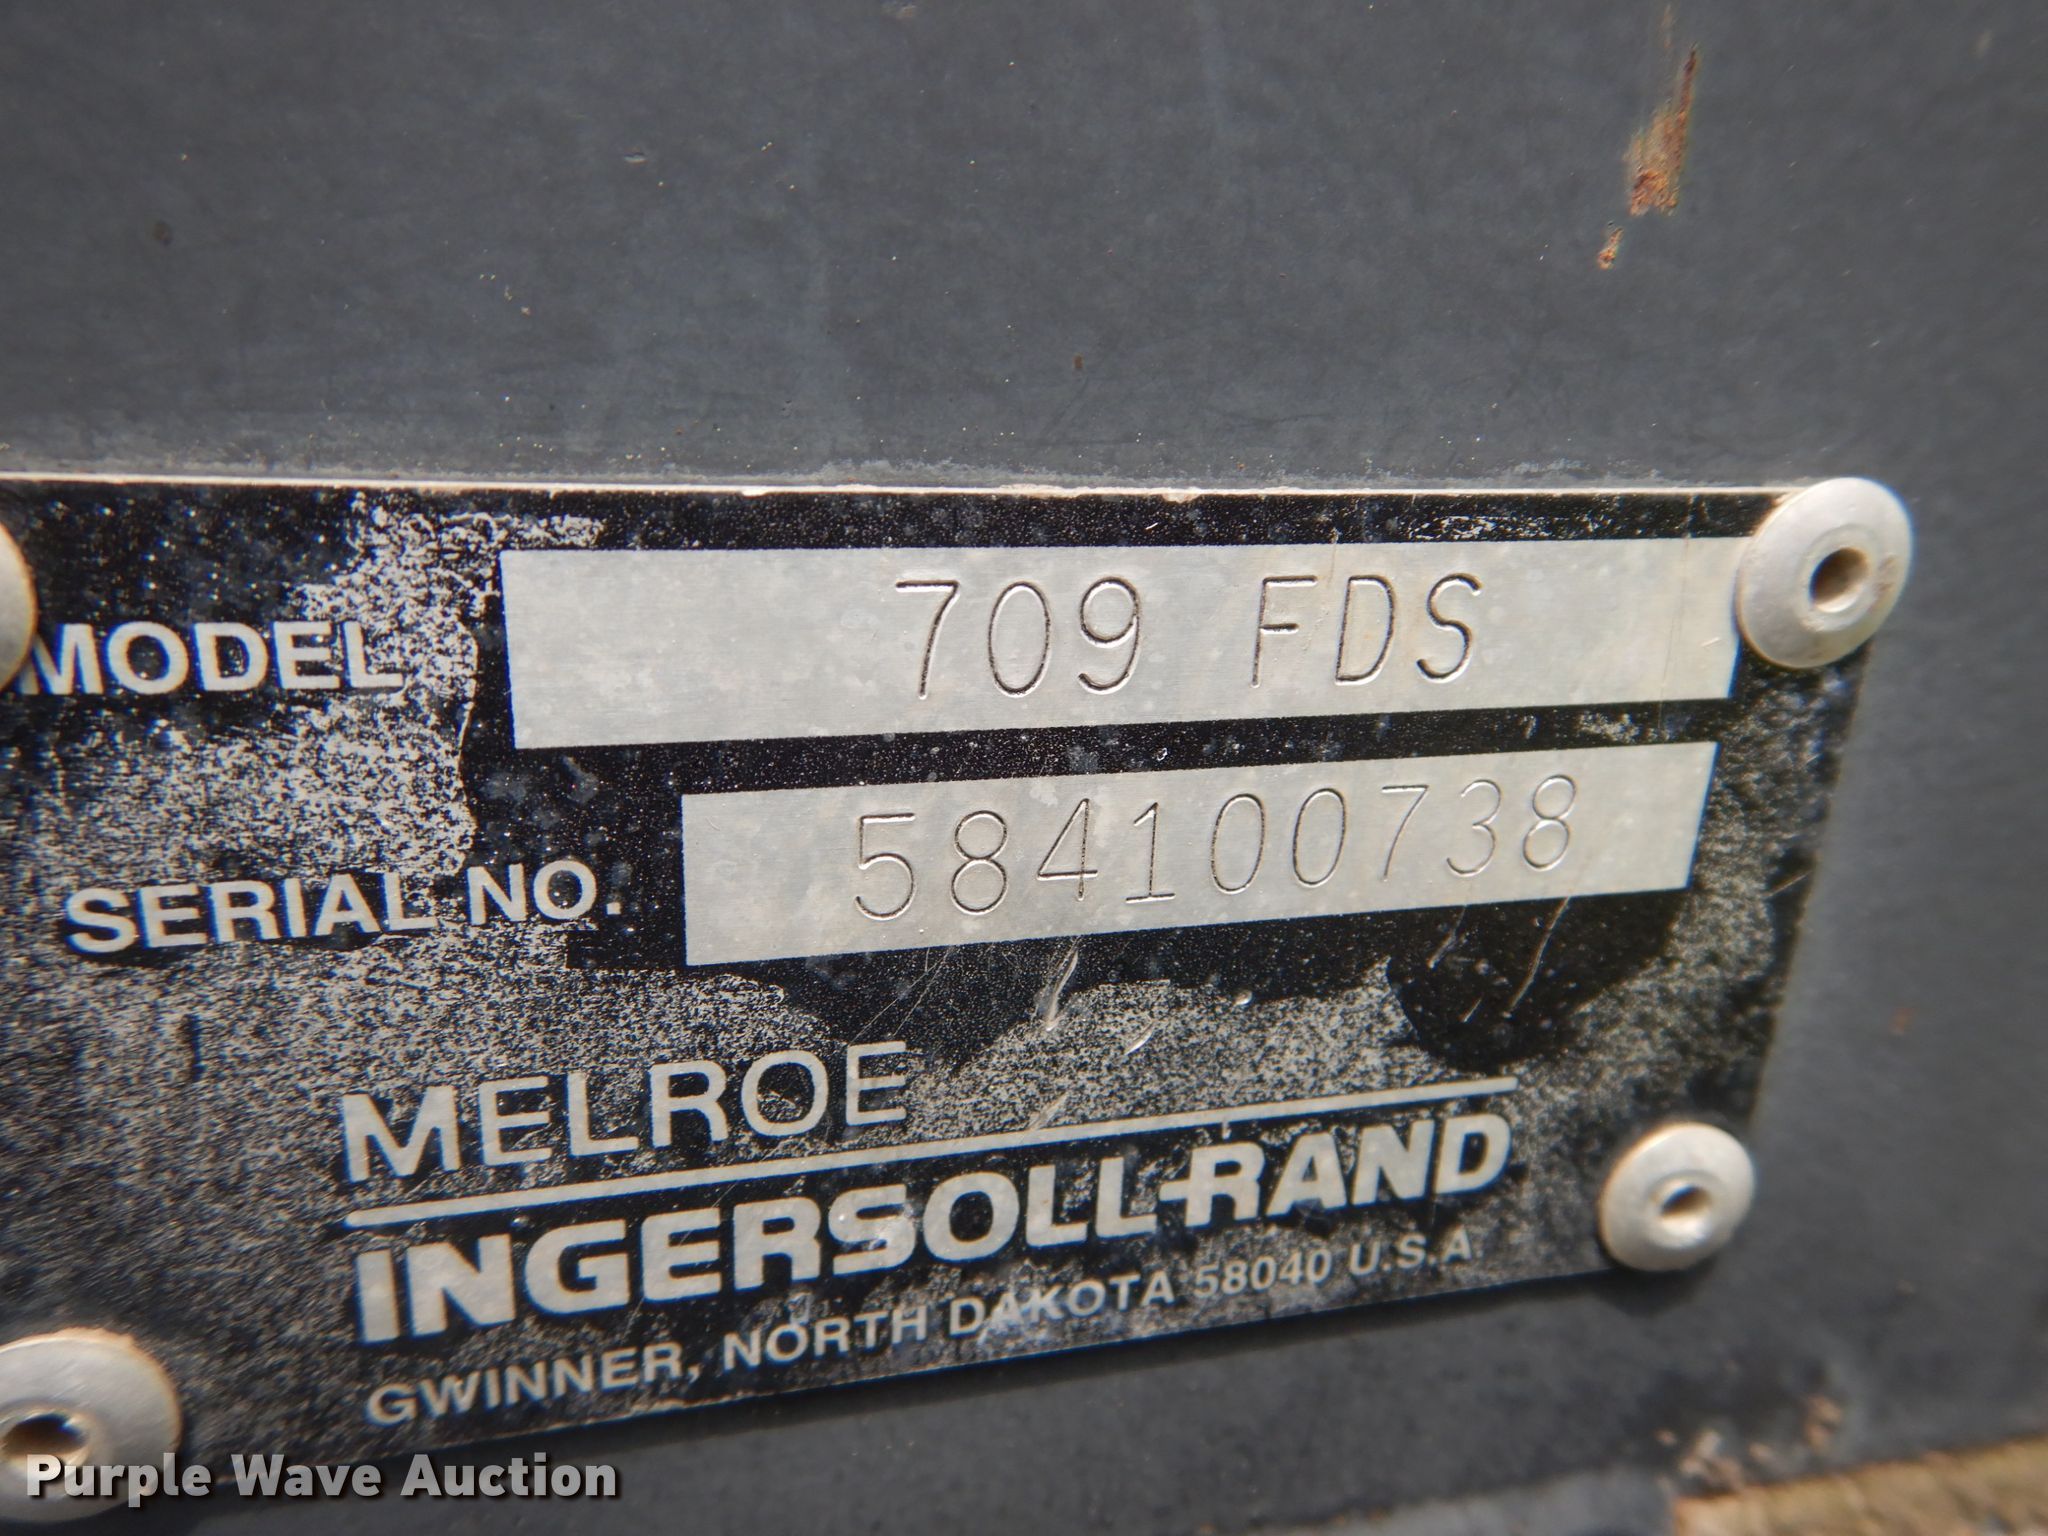 MODEL 709 FDS
SERIAL NO. 584100738
MELROE
INGERSOLL-RAND
GWINNER, NORTH DAKOTA 58040 U.S.A
Purple Wave Auction